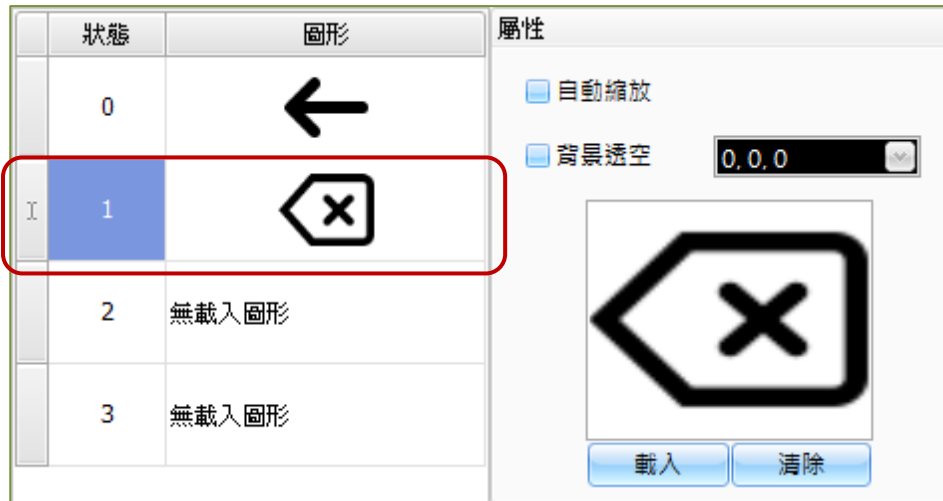 狀態 圖形
0
1
2 無載入圖形
3 無載入圖形
屬性
自動縮放
背景透空 0, 0, 0
載入 清除